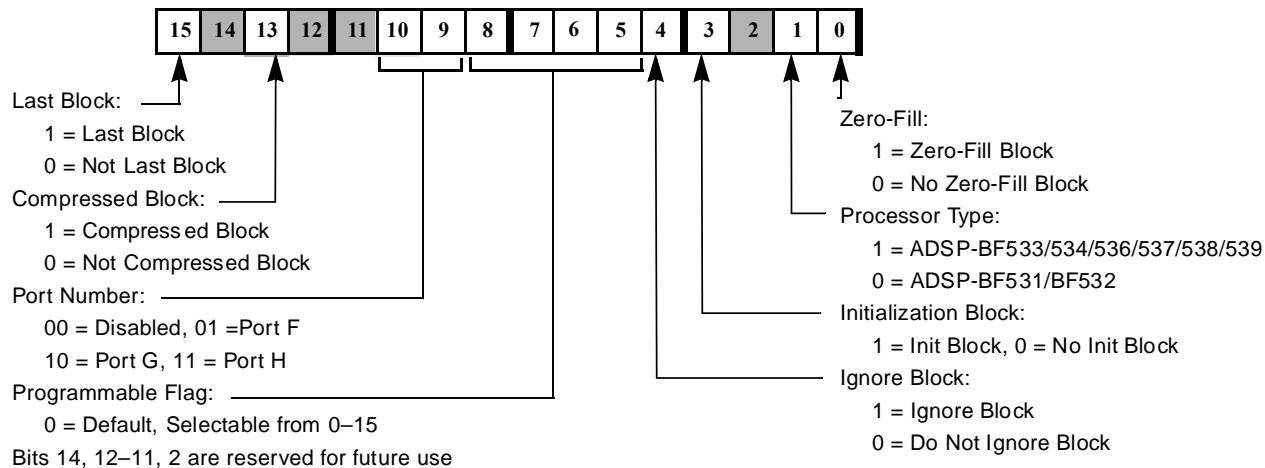 15 14 13 12 11 10 9 8 7 6 5 4 3 2 1 0
Last Block:
1 = Last Block
0 = Not Last Block
Compressed Block:
1 = Compressed Block
0 = Not Compressed Block
Port Number:
00 = Disabled, 01 =Port F
10 = Port G, 11 = Port H
Programmable Flag:
0 = Default, Selectable from 0–15
Bits 14, 12–11, 2 are reserved for future use
Zero-Fill:
1 = Zero-Fill Block
0 = No Zero-Fill Block
Processor Type:
1 = ADSP-BF533/534/536/537/538/539
0 = ADSP-BF531/BF532
Initialization Block:
1 = Init Block, 0 = No Init Block
Ignore Block:
1 = Ignore Block
0 = Do Not Ignore Block